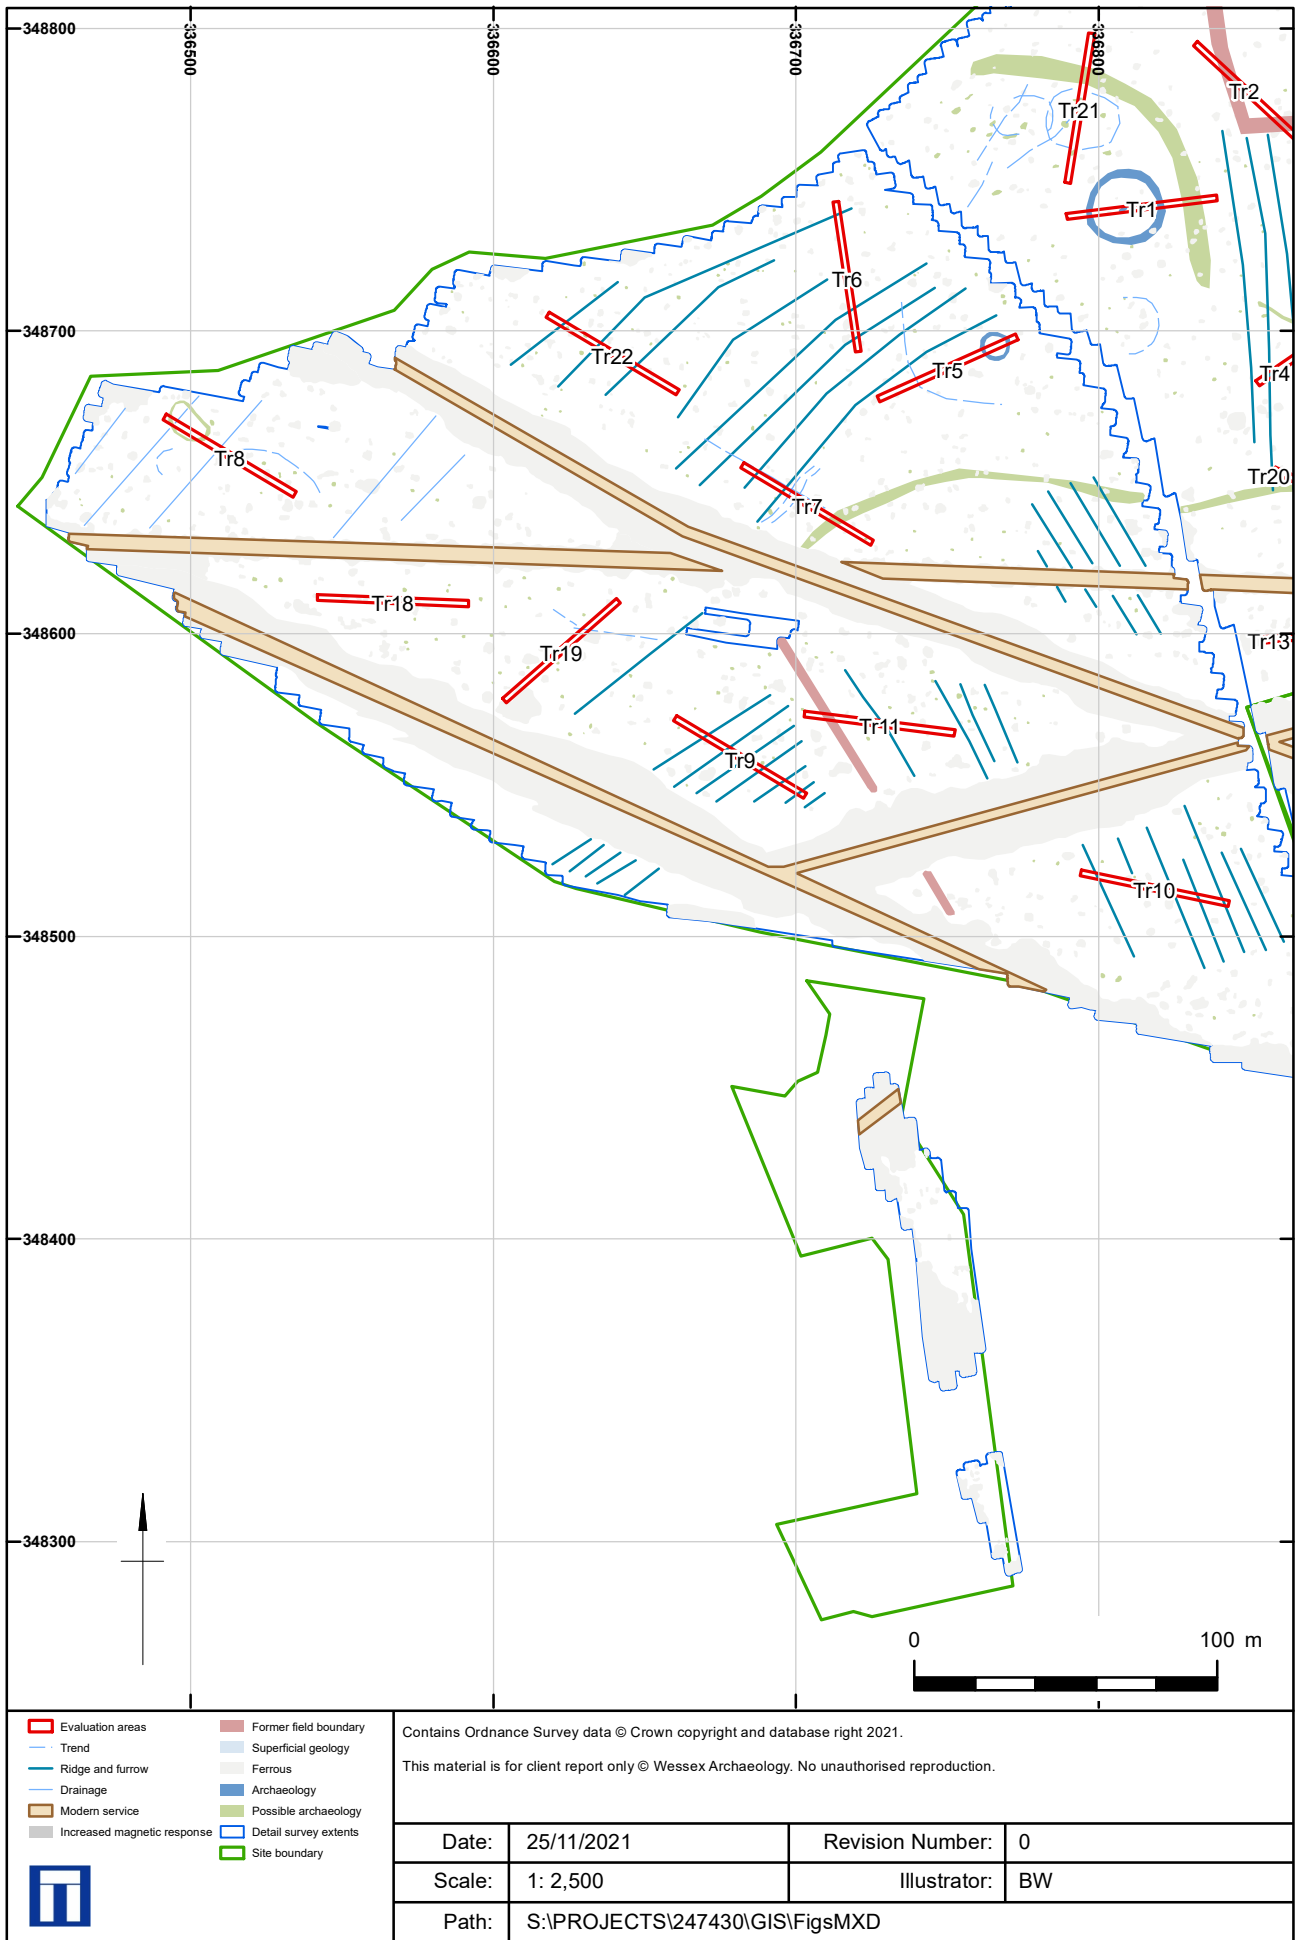 348800
336500
336600
336700
336800
Tr2
Tr21
Tr1
Tr6
348700
Tr22
Tr5
Tr4
Tr8
Tr20
Tr7
Tr18
348600
Tr19
Tr13
Tr11
Tr9
Tr10
348500
348400
348300
0 100 m
Evaluation areas
Trend
Ridge and furrow
Drainage
Modern service
Increased magnetic response
Former field boundary
Superficial geology
Ferrous
Archaeology
Possible archaeology
Detail survey extents
Site boundary
Contains Ordnance Survey data © Crown copyright and database right 2021.
This material is for client report only © Wessex Archaeology. No unauthorised reproduction.
Date: 25/11/2021 Revision Number: 0
Scale: 1: 2,500 Illustrator: BW
Path: S:\PROJECTS\247430\GIS\FigsMXD